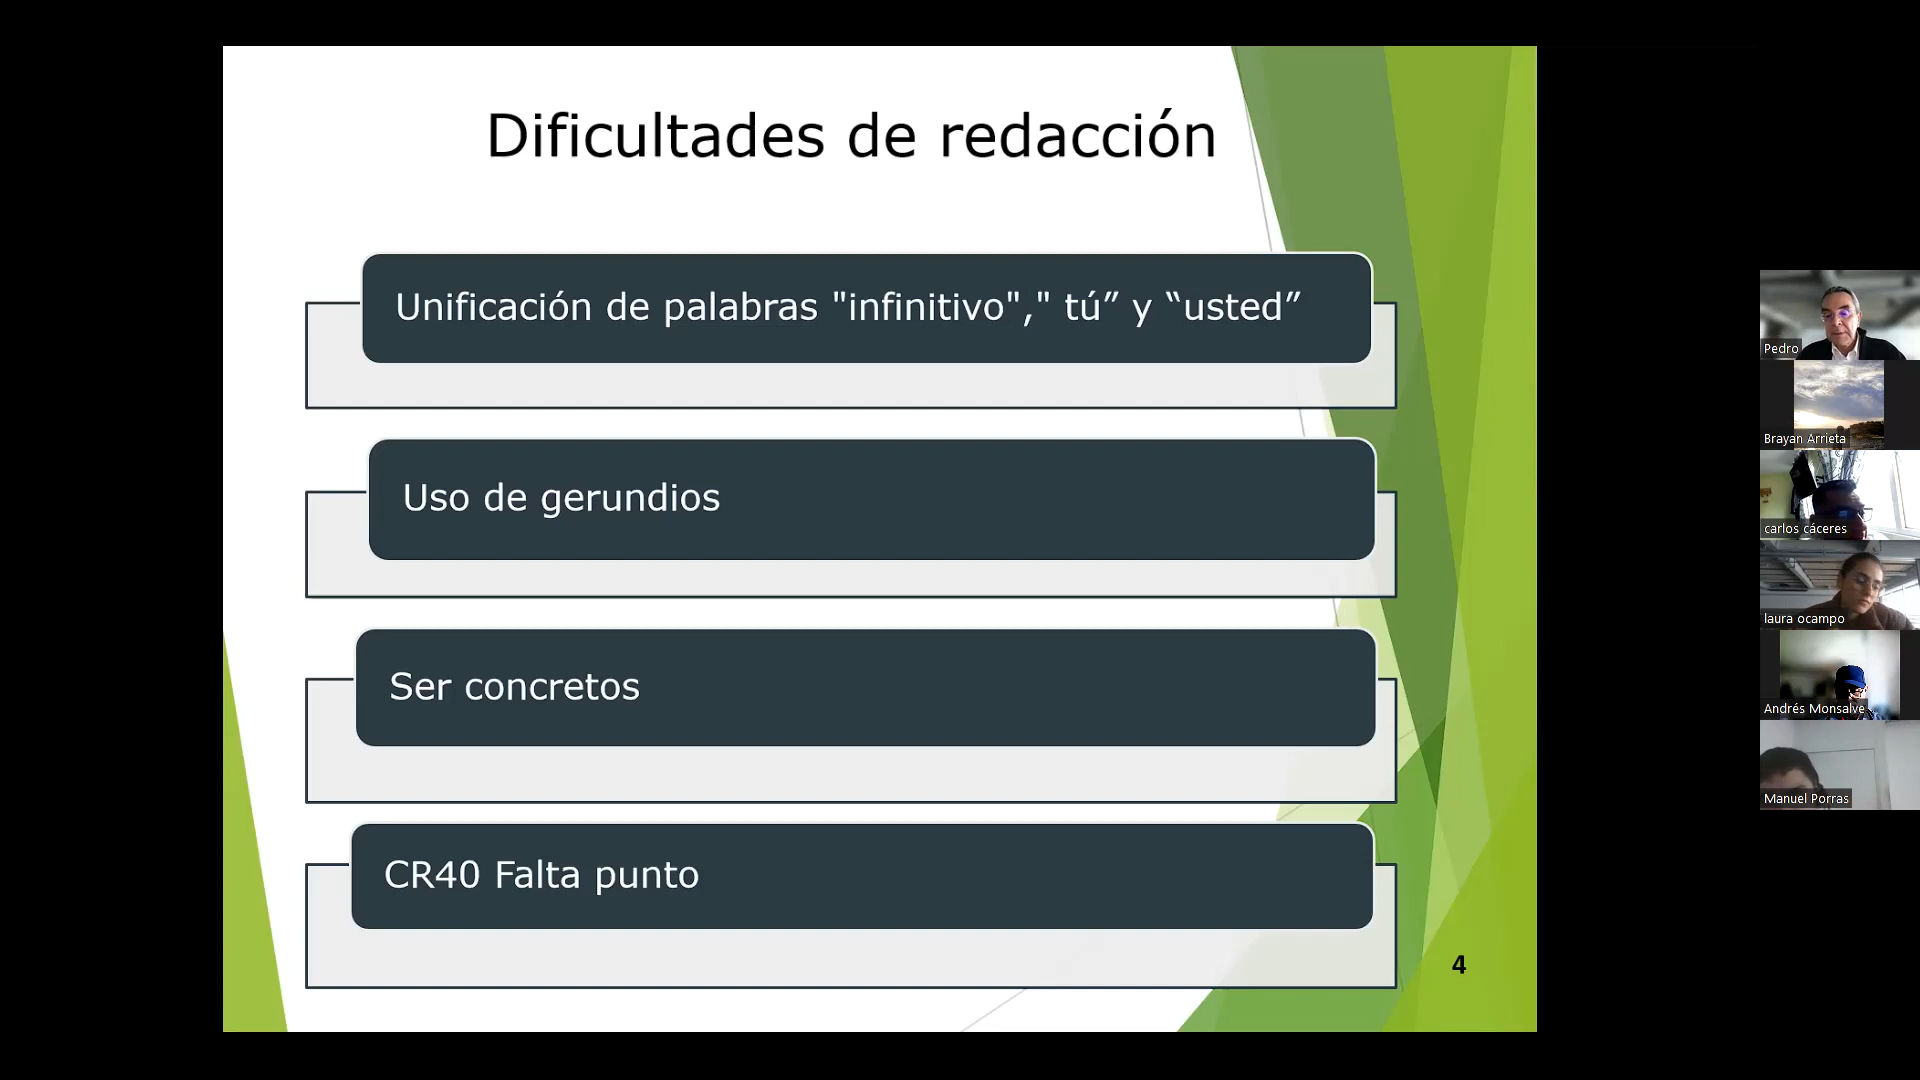 Dificultades de redacción
Unificación de palabras "infinitivo"," tú” y “usted”
Uso de gerundios
Ser concretos
CR40 Falta punto
4
Pedro
Brayan Arrieta
carlos cáceres
laura ocampo
Andrés Monsalve
Manuel Porras